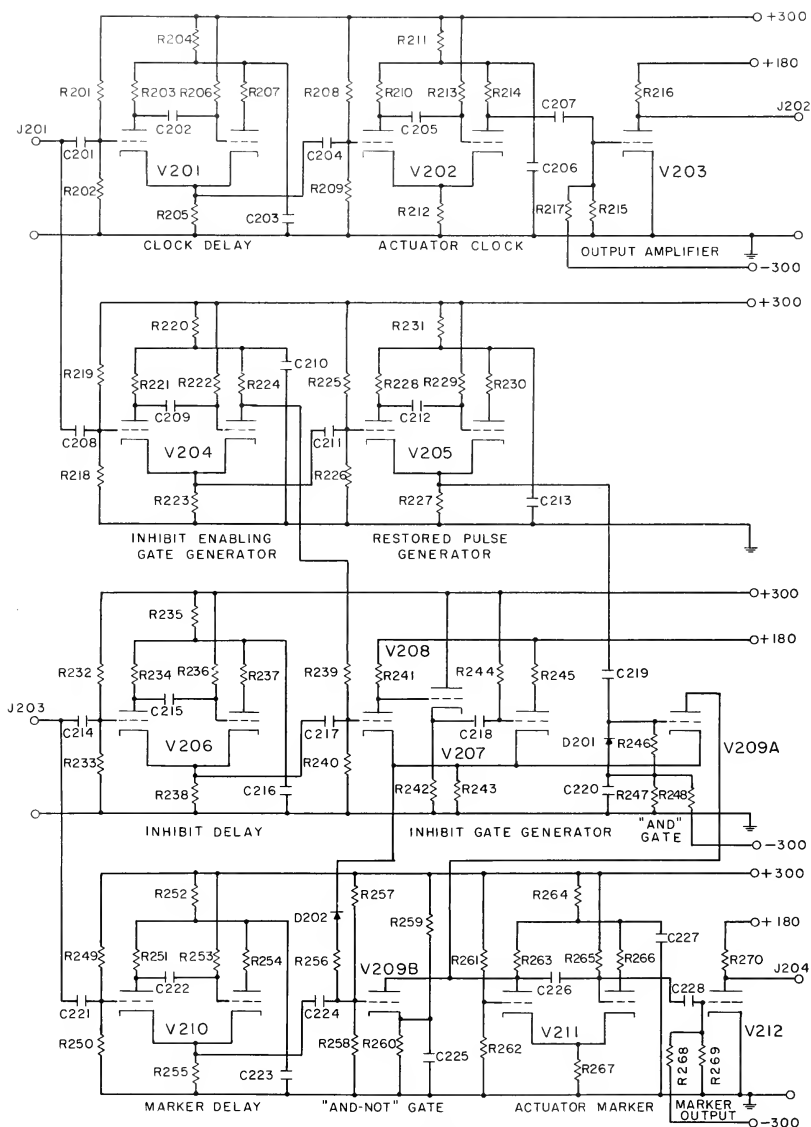 +300
R204
R211
+180
R201
R203
R206
R207
R208
R210
R213
R214
C207
R216
J202
J201
C202
C205
C201
C204
V201
V202
C206
V203
R202
R205
C203
R209
R212
R217
R215
CLOCK DELAY
ACTUATOR CLOCK
OUTPUT AMPLIFIER
-300
+300
R220
R231
C210
R219
R221
R222
R224
R225
R228
R229
R230
C209
C212
C208
C211
V204
V205
R218
R223
R226
R227
C213
INHIBIT ENABLING
GATE GENERATOR
RESTORED PULSE
GENERATOR
+300
R235
+180
V208
R232
R234
R236
R237
R239
R241
R244
R245
C219
J203
C215
C214
C217
C218
V206
V207
D201
R246
V209A
R233
R238
C216
R240
R242
R243
C220
R247
R248
INHIBIT DELAY
INHIBIT GATE GENERATOR
"AND"
GATE
-300
+300
R252
D202
R257
R259
R264
+180
R249
R251
R253
R254
R256
V209B
R261
R263
R265
R266
C227
R270
J204
C222
C226
C228
C221
C224
V210
V211
V212
R250
R255
C223
R258
R260
C225
R262
R267
R268
R269
MARKER DELAY
"AND-NOT" GATE
ACTUATOR MARKER
MARKER
OUTPUT
-300